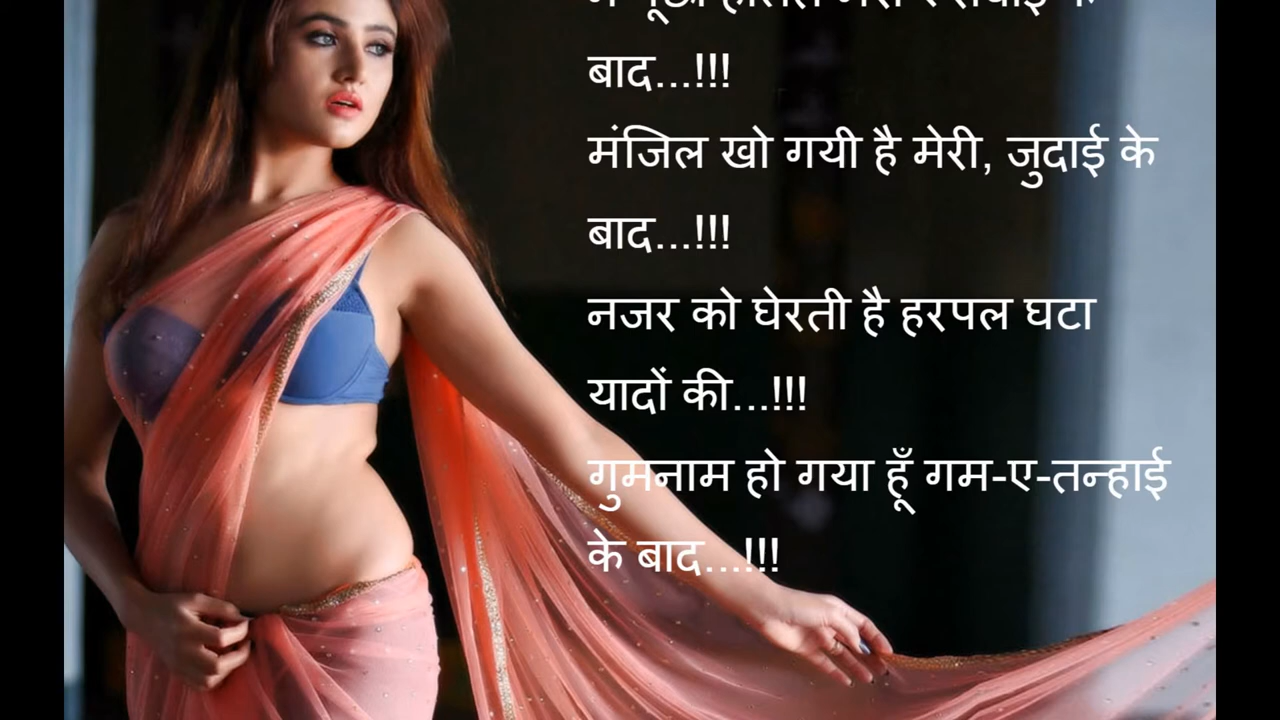 बाद...!!!
मंजिल खो गयी है मेरी, जुदाई के
बाद...!!!
नजर को घेरती है हरपल घटा
यादों की...!!!
गुमनाम हो गया हूँ गम-ए-तन्हाई
के बाद...!!!